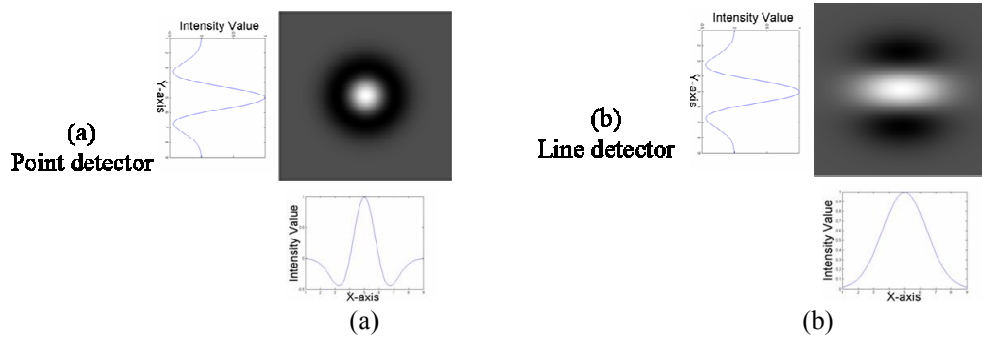 (a)
Intensity Value
Y-axis
(a)
Point detector
Intensity Value
X-axis
(a)
(b)
Intensity Value
Y-axis
(b)
Line detector
Intensity Value
X-axis
(b)